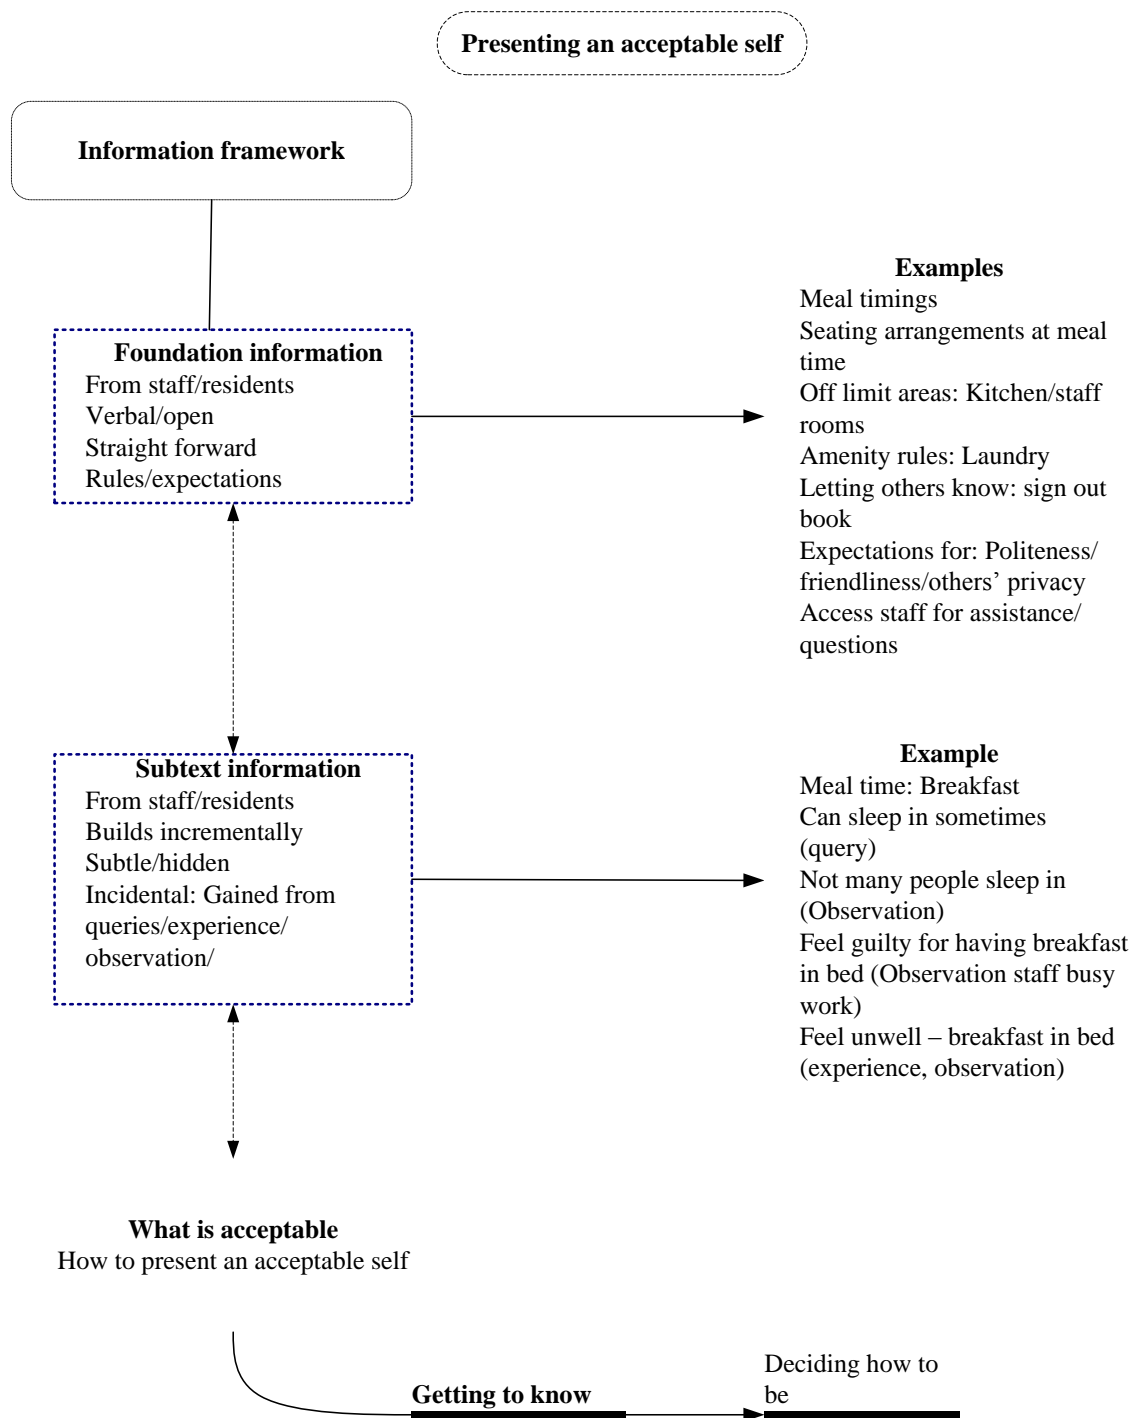 Presenting an acceptable self
Information framework
Foundation information
From staff/residents
Verbal/open
Straight forward
Rules/expectations
Examples
Meal timings
Seating arrangements at meal
time
Off limit areas: Kitchen/staff
rooms
Amenity rules: Laundry
Letting others know: sign out
book
Expectations for: Politeness/
friendliness/others’ privacy
Access staff for assistance/
questions
Subtext information
From staff/residents
Builds incrementally
Subtle/hidden
Incidental: Gained from
queries/experience/
observation/
Example
Meal time: Breakfast
Can sleep in sometimes
(query)
Not many people sleep in
(Observation)
Feel guilty for having breakfast
in bed (Observation staff busy
work)
Feel unwell – breakfast in bed
(experience, observation)
What is acceptable
How to present an acceptable self
Getting to know
Deciding how to
be